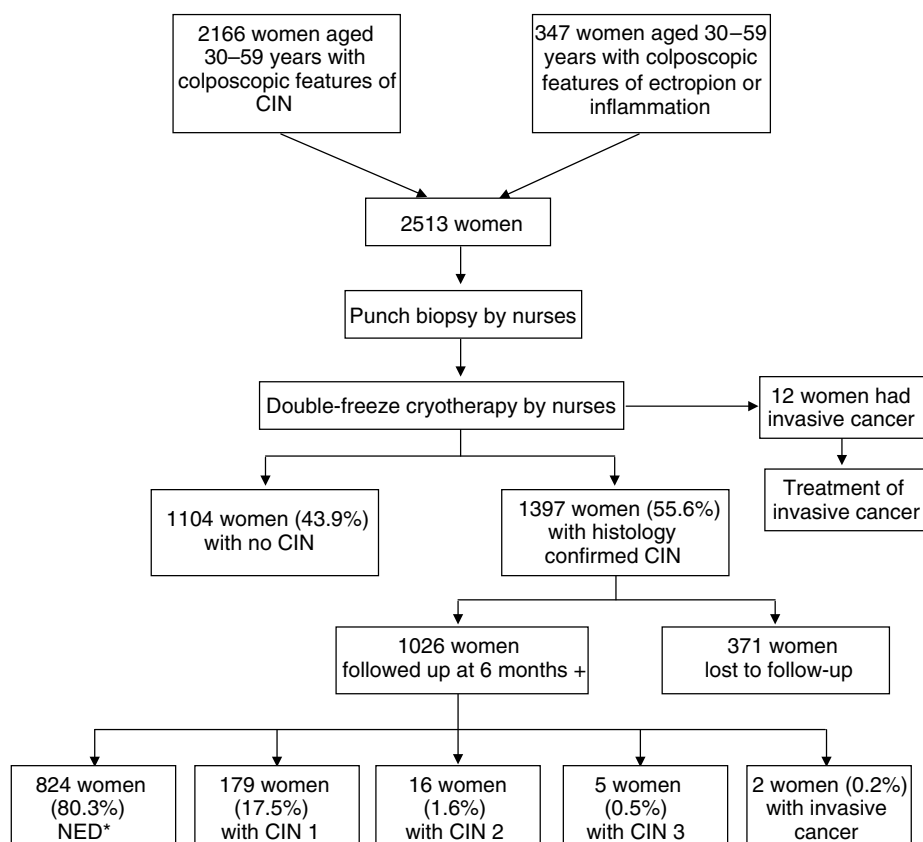 2166 women aged
30–59 years with
colposcopic features of
CIN
347 women aged 30–59
years with colposcopic
features of ectropion or
inflammation
2513 women
Punch biopsy by nurses
Double-freeze cryotherapy by nurses
12 women had
invasive cancer
Treatment of
invasive cancer
1104 women (43.9%)
with no CIN
1397 women (55.6%)
with histology
confirmed CIN
1026 women
followed up at 6 months +
371 women
lost to follow-up
824 women
(80.3%)
NED*
179 women
(17.5%)
with CIN 1
16 women
(1.6%)
with CIN 2
5 women
(0.5%)
with CIN 3
2 women (0.2%)
with invasive
cancer